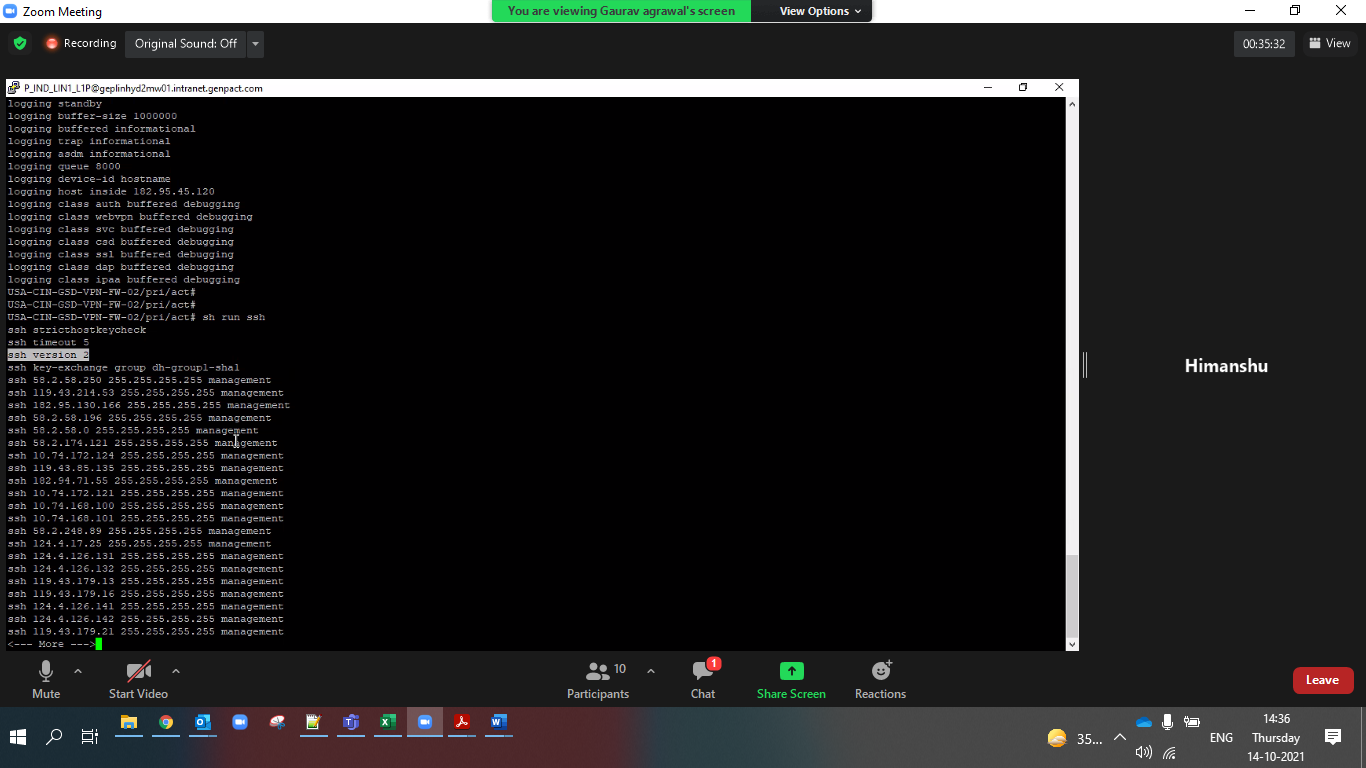 Zoom Meeting
You are viewing Gaurav agrawal's screen
View Options
Recording
Original Sound: Off
00:35:32
View
P_IND_LIN1_L1P@geplinhyd2mw01.intranet.genpact.com
logging standby
logging buffer-size 1000000
logging buffered informational
logging trap informational
logging asdm informational
logging queue 8000
logging device-id hostname
logging host inside 182.95.45.120
logging class auth buffered debugging
logging class webvpn buffered debugging
logging class svc buffered debugging
logging class csd buffered debugging
logging class ssl buffered debugging
logging class dap buffered debugging
logging class ipaa buffered debugging
USA-CIN-GSD-VPN-FW-02/pri/act#
USA-CIN-GSD-VPN-FW-02/pri/act#
USA-CIN-GSD-VPN-FW-02/pri/act# sh run ssh
ssh stricthostkeycheck
ssh timeout 5
ssh version 2
ssh key-exchange group dh-group1-sha1
ssh 58.2.58.250 255.255.255.255 management
ssh 119.43.214.53 255.255.255.255 management
ssh 182.95.130.166 255.255.255.255 management
ssh 58.2.58.196 255.255.255.255 management
ssh 58.2.58.0 255.255.255.255 management
ssh 58.2.174.121 255.255.255.255 management
ssh 10.74.172.124 255.255.255.255 management
ssh 119.43.85.135 255.255.255.255 management
ssh 182.94.71.55 255.255.255.255 management
ssh 10.74.172.121 255.255.255.255 management
ssh 10.74.168.100 255.255.255.255 management
ssh 10.74.168.101 255.255.255.255 management
ssh 58.2.248.89 255.255.255.255 management
ssh 124.4.17.25 255.255.255.255 management
ssh 124.4.126.131 255.255.255.255 management
ssh 124.4.126.132 255.255.255.255 management
ssh 119.43.179.13 255.255.255.255 management
ssh 119.43.179.16 255.255.255.255 management
ssh 124.4.126.141 255.255.255.255 management
ssh 124.4.126.142 255.255.255.255 management
ssh 119.43.179.21 255.255.255.255 management
<--- More --->
Himanshu
Mute
Start Video
10
Participants
1
Chat
Share Screen
Reactions
Leave
35...
ENG
14:36
Thursday
14-10-2021